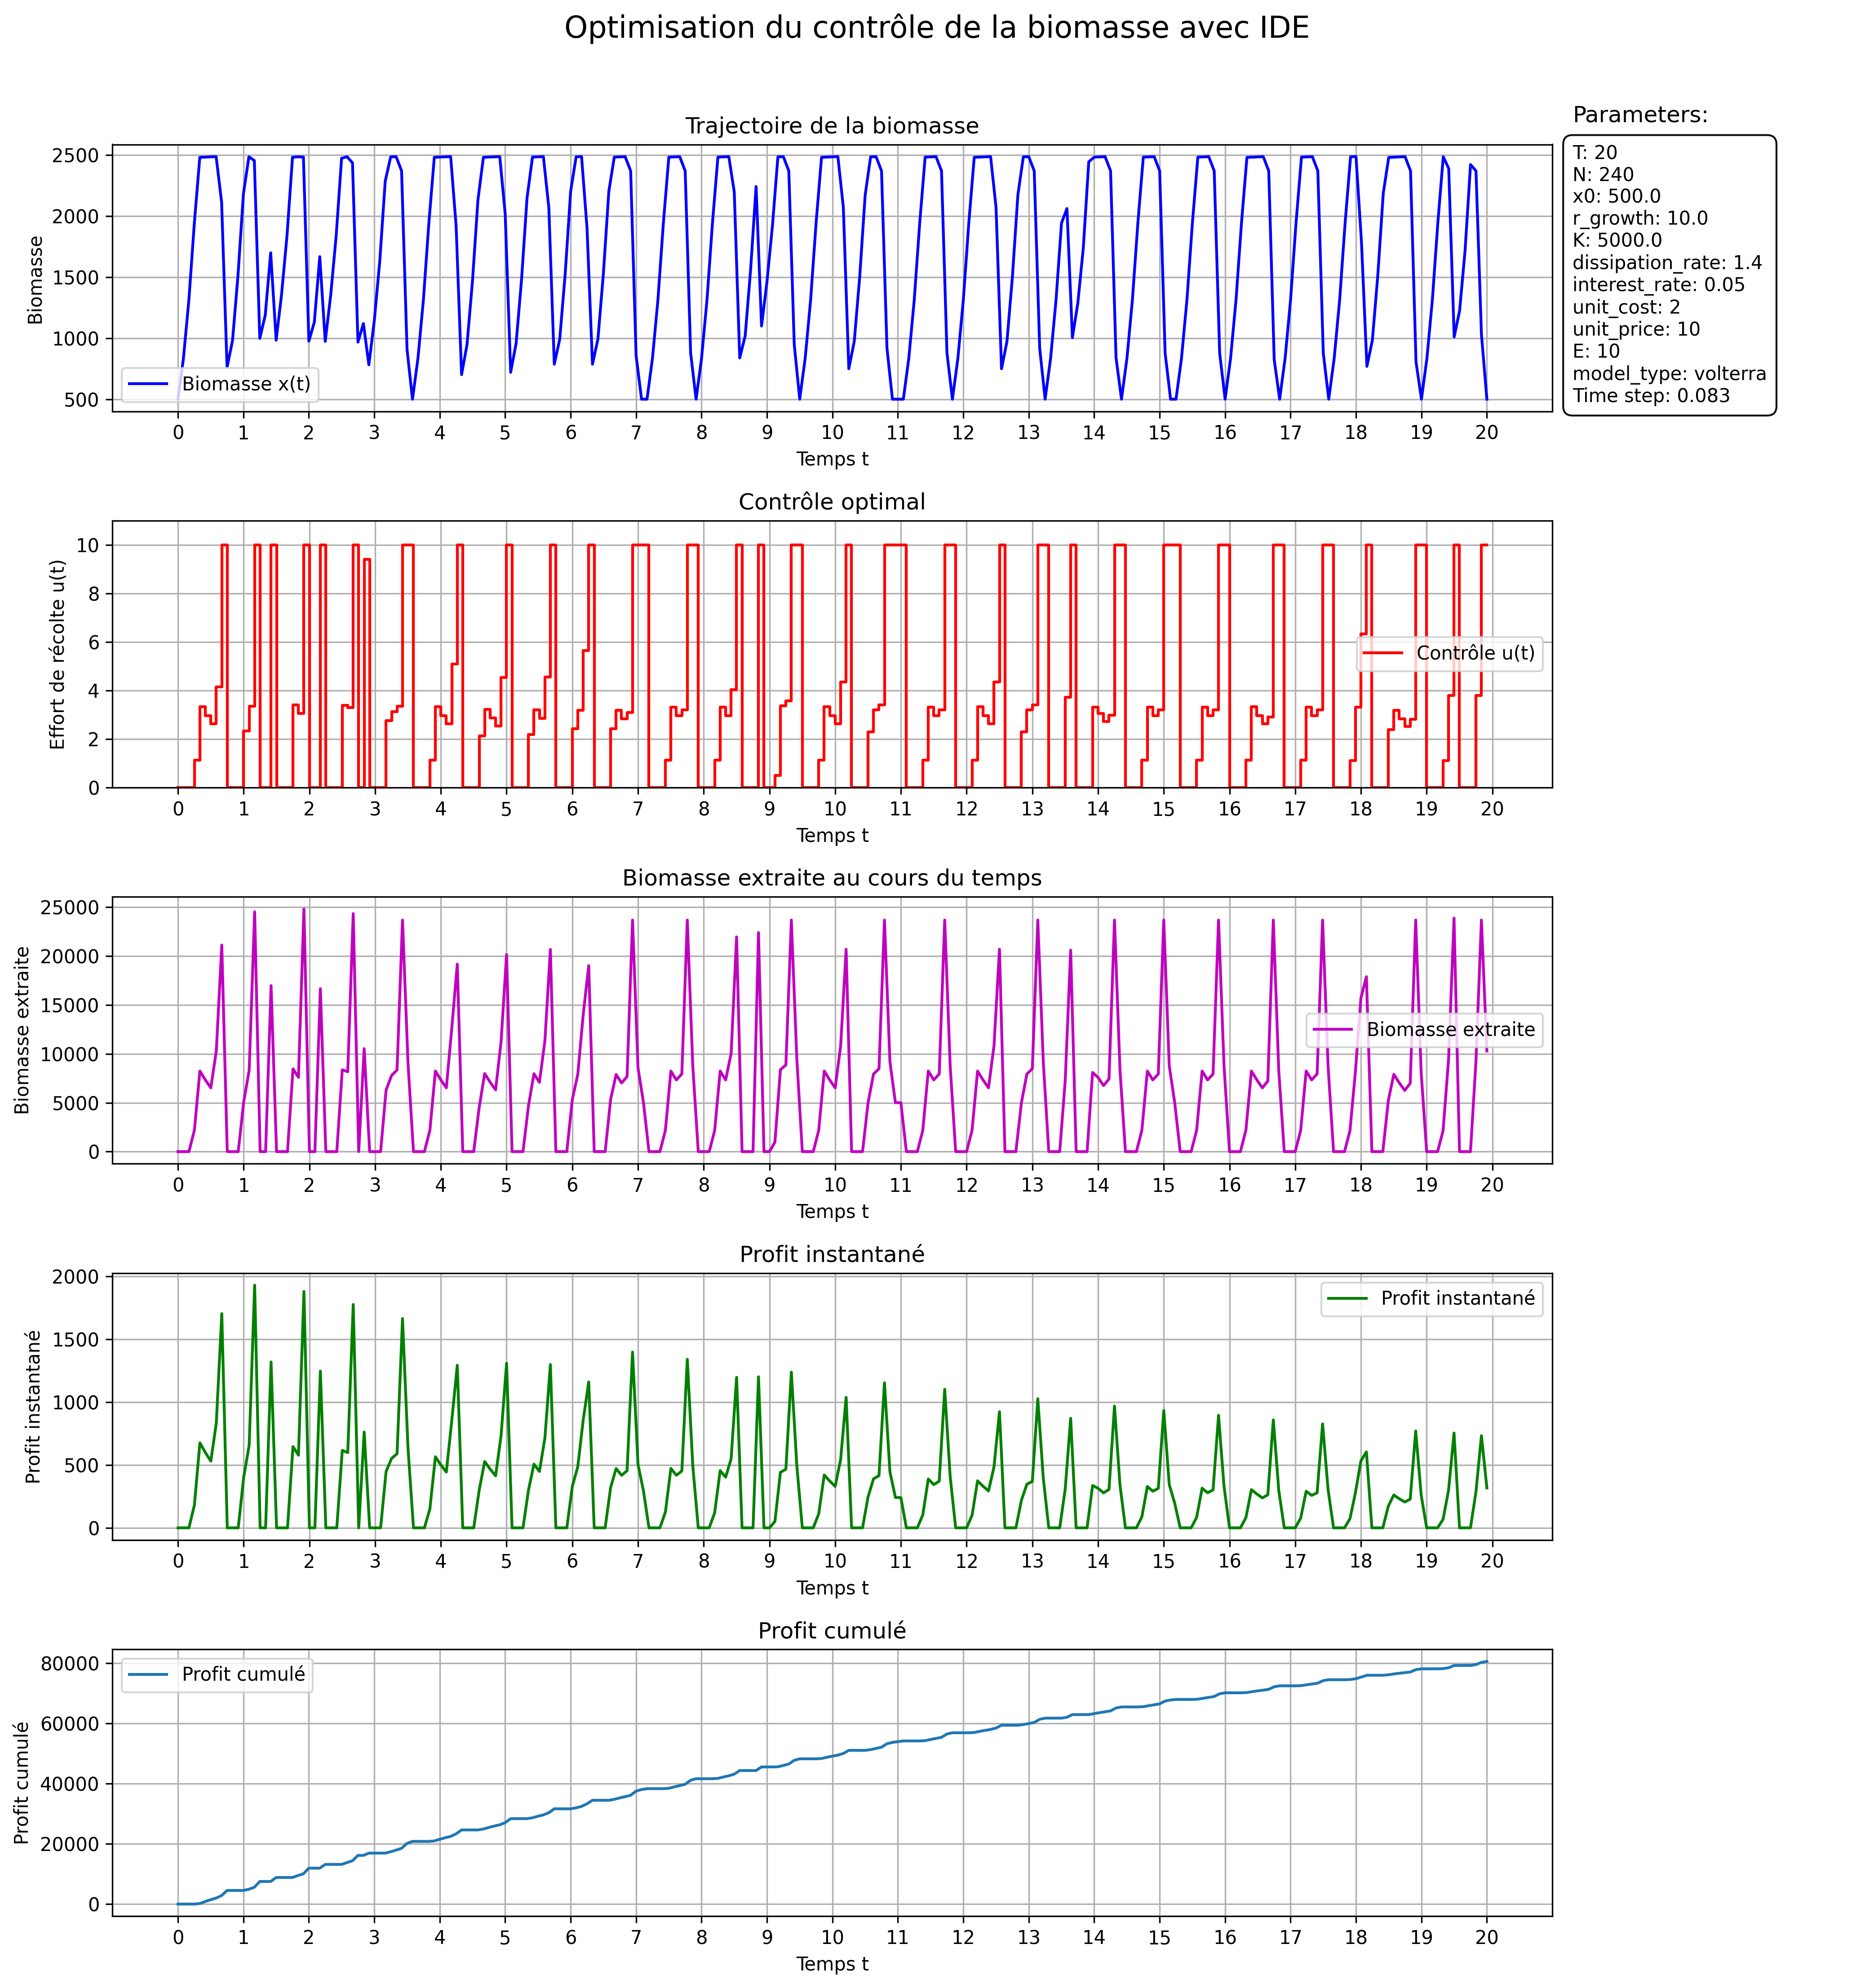 Optimisation du contrôle de la biomasse avec IDE
Parameters:
T: 20
N: 240
x0: 500.0
r_growth: 10.0
K: 5000.0
dissipation_rate: 1.4
interest_rate: 0.05
unit_cost: 2
unit_price: 10
E: 10
model_type: volterra
Time step: 0.083
Trajectoire de la biomasse
Biomasse
2500
2000
1500
1000
500
Biomasse x(t)
0 1 2 3 4 5 6 7 8 9 10 11 12 13 14 15 16 17 18 19 20
Temps t
Contrôle optimal
Effort de récolte u(t)
10
8
6
4
2
0
Contrôle u(t)
0 1 2 3 4 5 6 7 8 9 10 11 12 13 14 15 16 17 18 19 20
Temps t
Biomasse extraite au cours du temps
Biomasse extraite
25000
20000
15000
10000
5000
0
Biomasse extraite
0 1 2 3 4 5 6 7 8 9 10 11 12 13 14 15 16 17 18 19 20
Temps t
Profit instantané
Profit instantané
2000
1500
1000
500
0
Profit instantané
0 1 2 3 4 5 6 7 8 9 10 11 12 13 14 15 16 17 18 19 20
Temps t
Profit cumulé
Profit cumulé
80000
60000
40000
20000
0
Profit cumulé
0 1 2 3 4 5 6 7 8 9 10 11 12 13 14 15 16 17 18 19 20
Temps t